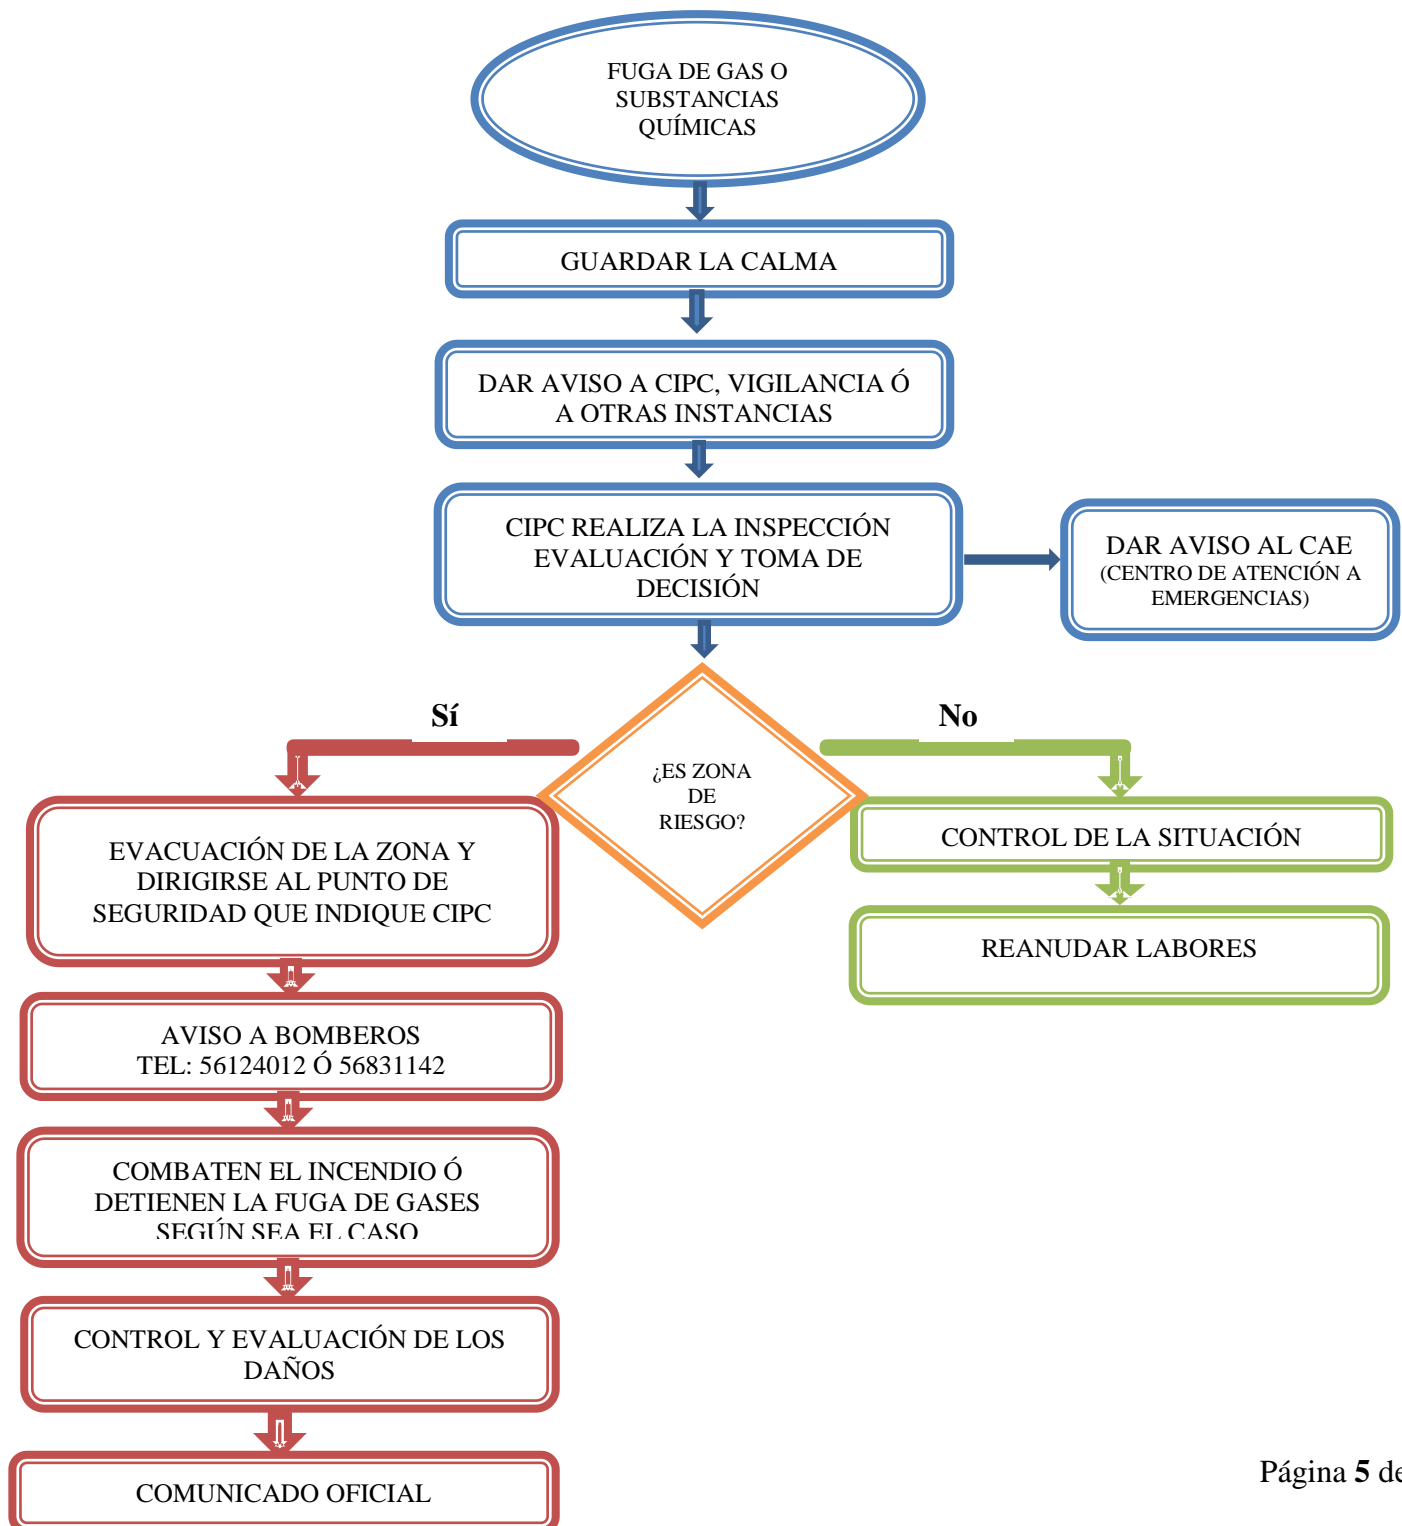 FUGA DE GAS O
SUBSTANCIAS
QUÍMICAS
GUARDAR LA CALMA
DAR AVISO A CIPC, VIGILANCIA Ó
A OTRAS INSTANCIAS
CIPC REALIZA LA INSPECCIÓN
EVALUACIÓN Y TOMA DE
DECISIÓN
DAR AVISO AL CAE
(CENTRO DE ATENCIÓN A
EMERGENCIAS)
Sí
No
¿ES ZONA
DE
RIESGO?
EVACUACIÓN DE LA ZONA Y
DIRIGIRSE AL PUNTO DE
SEGURIDAD QUE INDIQUE CIPC
CONTROL DE LA SITUACIÓN
REANUDAR LABORES
AVISO A BOMBEROS
TEL: 56124012 Ó 56831142
COMBATEN EL INCENDIO Ó
DETIENEN LA FUGA DE GASES
SEGÚN SEA EL CASO
CONTROL Y EVALUACIÓN DE LOS
DAÑOS
COMUNICADO OFICIAL
Página 5 de